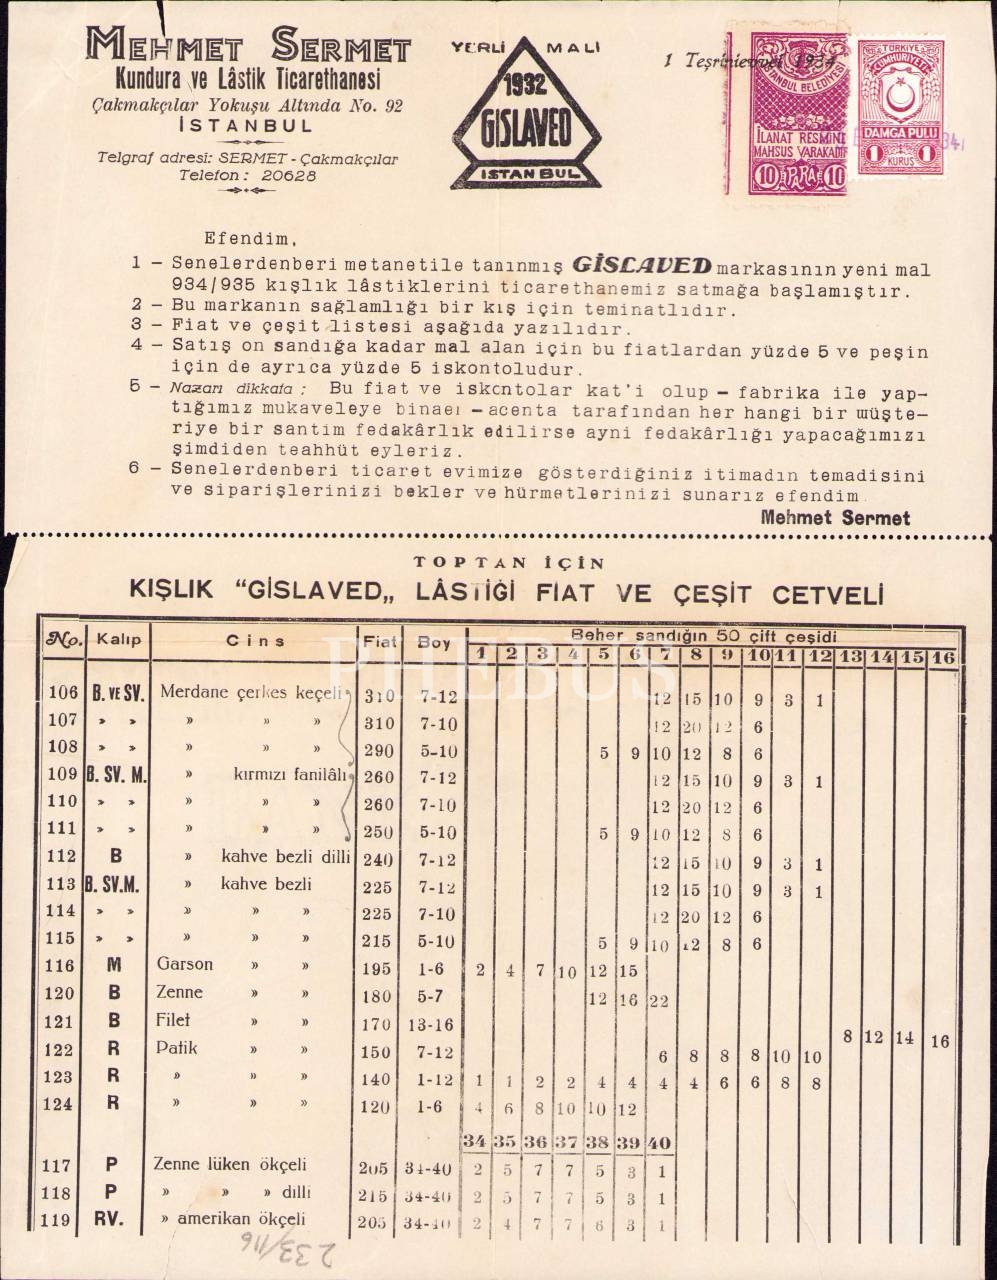 MEHMET SERMET
Kundura ve Lâstik Ticarethanesi
Çakmakçılar Yokuşu Altında No. 92
İSTANBUL
Telgraf adresi: SERMET - Çakmakçılar
Telefon: 20628
YERLİ MALI
1932
GİSLAVED
İSTANBUL
1 Teşrinievvel 1934
İSTANBUL BELEDİYESİ
İLANAT RESMİNE
MAHSUS VARAKADIR
10 PARA 10
TÜRKİYE
CUMHURİYETİ
DAMGA PULU
1 KURUŞ 1
Efendim,
1 — Senelerdenberi metanetile tanınmış GİSLAVED markasının yeni mal
934/935 kışlık lâstiklerini ticarethanemiz satmağa başlamıştır.
2 — Bu markanın sağlamlığı bir kış için teminatlıdır.
3 — Fiat ve çeşit listesi aşağıda yazılıdır.
4 — Satış on sandığa kadar mal alan için bu fiatlardan yüzde 5 ve peşin
için de ayrıca yüzde 5 iskontoludur.
5 — Nazarı dikkata : Bu fiat ve iskontolar kat'i olup — fabrika ile yap-
tığımız mukaveleye binaeı — acenta tarafından her hangi bir müşte-
riye bir santim fedakârlık edilirse ayni fedakârlığı yapacağımızı
şimdiden teahhüt eyleriz.
6 — Senelerdenberi ticaret evimize gösterdiğiniz itimadın temadisini
ve siparişlerinizi bekler ve hürmetlerinizi sunarız efendim.
Mehmet Sermet
TOPTAN İÇİN
KIŞLIK "GİSLAVED„ LÂSTİĞİ FIAT VE ÇEŞİT CETVELİ
No. Kalıp Cins Fiat Boy Beher sandığın 50 çift çeşidi
1 2 3 4 5 6 7 8 9 10 11 12 13 14 15 16
106 B. VE SV. Merdane çerkes keçeli 310 7-12 12 15 10 9 3 1
107 » » » » » 310 7-10 12 20 12 6
108 » » » » » 290 5-10 5 9 10 12 8 6
109 B. SV. M. » kırmızı fanilâlı 260 7-12 12 15 10 9 3 1
110 » » » » » 260 7-10 12 20 12 6
111 » » » » » 250 5-10 5 9 10 12 8 6
112 B » kahve bezli dilli 240 7-12 12 15 10 9 3 1
113 B. SV.M. » kahve bezli 225 7-12 12 15 10 9 3 1
114 » » » » » 225 7-10 12 20 12 6
115 » » » » » 215 5-10 5 9 10 12 8 6
116 M Garson » » 195 1-6 2 4 7 10 12 15
120 B Zenne » » 180 5-7 12 16 22
121 B Filet » » 170 13-16 8 12 14 16
122 R Patik » » 150 7-12 6 8 8 8 10 10
123 R » » » 140 1-12 1 1 2 2 4 4 4 4 6 6 8 8
124 R » » » 120 1-6 4 6 8 10 10 12
34 35 36 37 38 39 40
117 P Zenne lüken ökçeli 205 34-40 2 5 7 7 5 3 1
118 P » » » dilli 215 34-40 2 5 7 7 5 3 1
119 RV. » amerikan ökçeli 205 34-40 2 4 7 7 6 3 1
233/116
PHEBUS